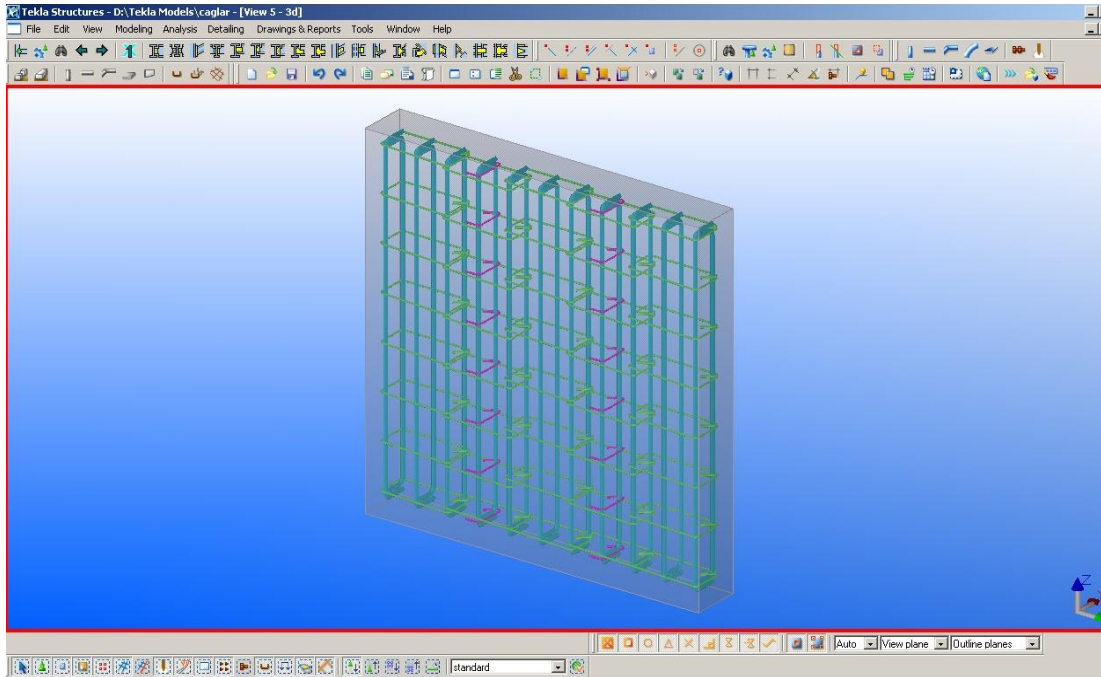 Tekla Structures - D:\Tekla Models\caglar - [View 5 - 3d]
File Edit View Modeling Analysis Detailing Drawings & Reports Tools Window Help
Z
Auto View plane Outline planes
standard